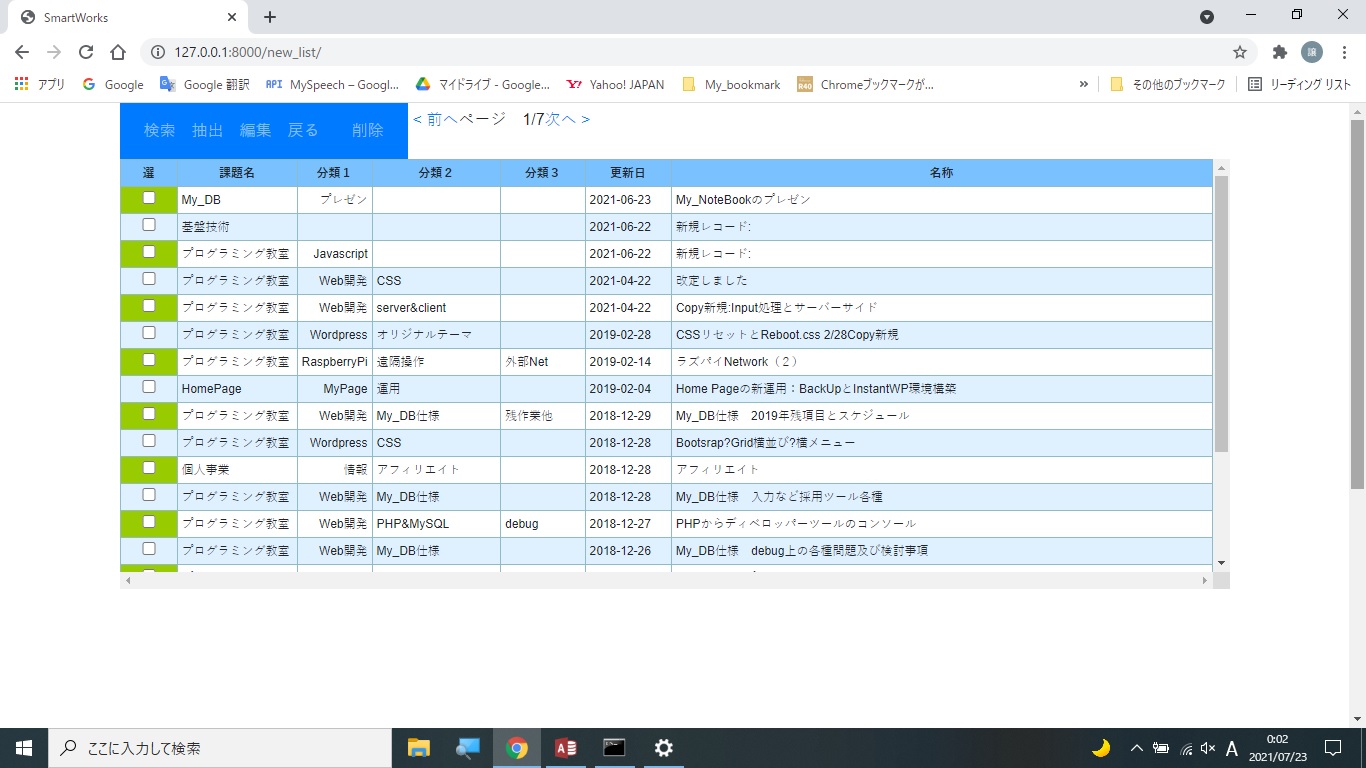 SmartWorks
127.0.0.1:8000/new_list/
アプリ Google Google 翻訳 API MySpeech – Googl... マイドライブ - Google... Yahoo! JAPAN My_bookmark R40 Chromeブックマークが... » その他のブックマーク リーディング リスト
検索 抽出 編集 戻る 削除 < 前へページ 1/7次へ >
選 課題名 分類1 分類2 分類3 更新日 名称
My_DB プレゼン 2021-06-23 My_NoteBookのプレゼン
基盤技術 2021-06-22 新規レコード:
プログラミング教室 Javascript 2021-06-22 新規レコード:
プログラミング教室 Web開発 CSS 2021-04-22 改定しました
プログラミング教室 Web開発 server&client 2021-04-22 Copy新規:Input処理とサーバーサイド
プログラミング教室 Wordpress オリジナルテーマ 2019-02-28 CSSリセットとReboot.css 2/28Copy新規
プログラミング教室 RaspberryPi 遠隔操作 外部Net 2019-02-14 ラズパイNetwork（2）
HomePage MyPage 運用 2019-02-04 Home Pageの新運用：BackUpとInstantWP環境構築
プログラミング教室 Web開発 My_DB仕様 残作業他 2018-12-29 My_DB仕様 2019年残項目とスケジュール
プログラミング教室 Wordpress CSS 2018-12-28 Bootsrap?Grid横並び?横メニュー
個人事業 情報 アフィリエイト 2018-12-28 アフィリエイト
プログラミング教室 Web開発 My_DB仕様 2018-12-28 My_DB仕様 入力など採用ツール各種
プログラミング教室 Web開発 PHP&MySQL debug 2018-12-27 PHPからディベロッパーツールのコンソール
プログラミング教室 Web開発 My_DB仕様 2018-12-26 My_DB仕様 debug上の各種問題及び検討事項
ここに入力して検索 A 0:02
2021/07/23